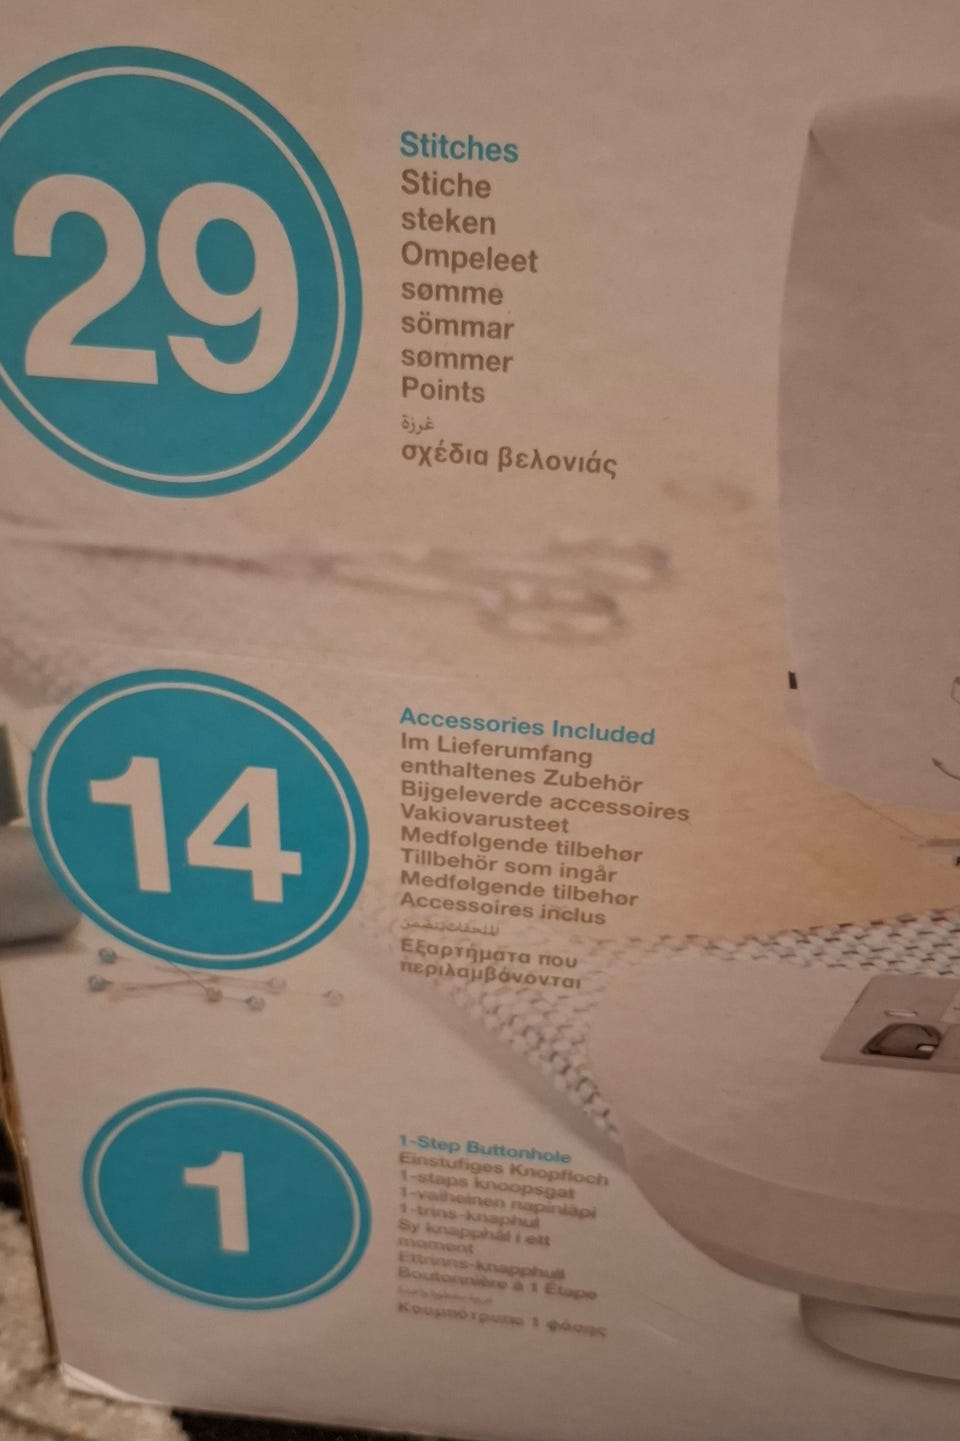 29
Stitches
Stiche
steken
Ompeleet
sømme
sömmar
sømmer
Points
غرزة
σχέδια βελονιάς
14
Accessories Included
Im Lieferumfang
enthaltenes Zubehör
Bijgeleverde accessoires
Vakiovarusteet
Medfølgende tilbehør
Tillbehör som ingår
Medfølgende tilbehør
Accessoires inclus
Εξαρτήματα που
περιλαμβάνονται
1
1-Step Buttonhole
Einstufiges Knopfloch
1-staps knoopsgat
1-vaiheinen napinläpi
1-trins-knaphul
Sy knapphål i ett
moment
Ettrinns-knapphull
Boutonnière à 1 Étape
Κουμπότρυπα 1 φάσης